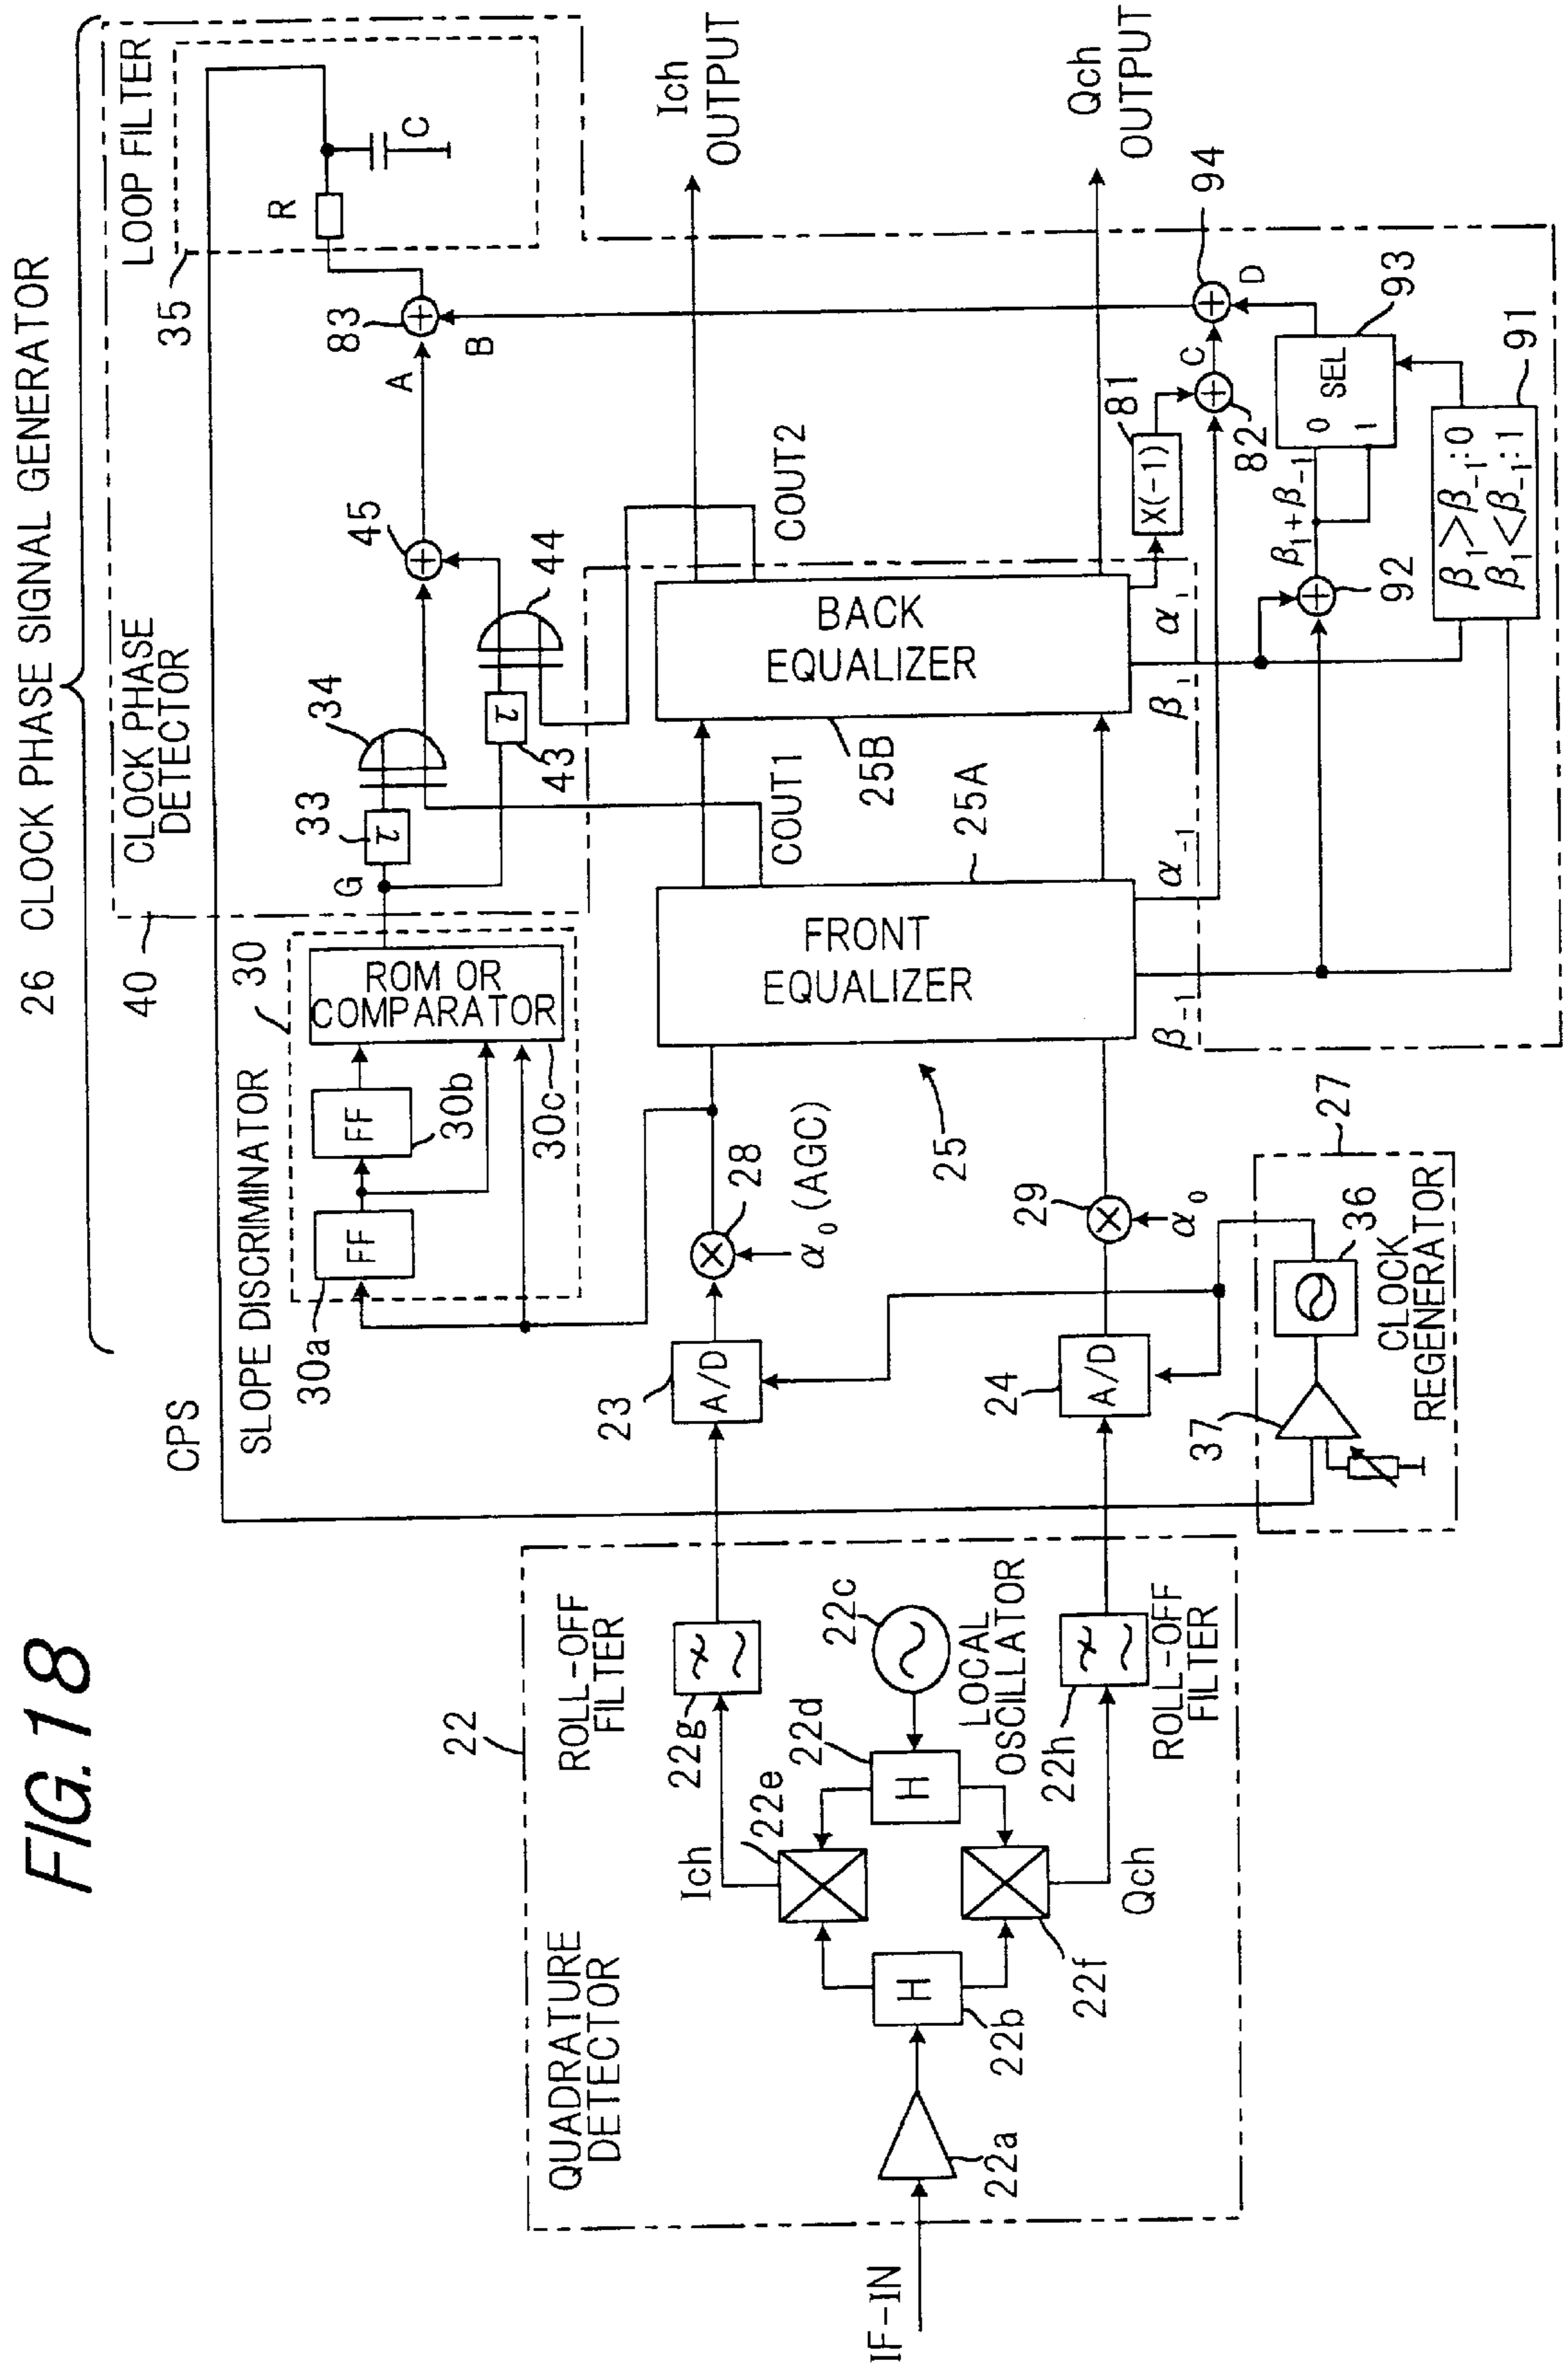 FIG. 18
26 CLOCK PHASE SIGNAL GENERATOR
CPS
SLOPE DISCRIMINATOR
30
30a
FF
FF
30b
30c
ROM OR
COMPARATOR
40
CLOCK PHASE
DETECTOR
G
33
τ
34
43
τ
44
45
A
B
83
35
LOOP FILTER
R
C
22
QUADRATURE
DETECTOR
IF-IN
22a
22b
H
22f
22e
Ich
Qch
22d
H
22c
LOCAL
OSCILLATOR
ROLL-OFF
FILTER
22g
22h
ROLL-OFF
FILTER
23
A/D
24
A/D
28
α0 (AGC)
29
α0
25
FRONT
EQUALIZER
25A
COUT1
BACK
EQUALIZER
25B
COUT2
Ich
OUTPUT
Qch
OUTPUT
β-1
α-1
β1
α1
X(-1)
81
82
C
94
D
92
β1+β-1
0
1
SEL
93
β1>β-1:0
β1<β-1:1
91
27
36
37
CLOCK
REGENERATOR